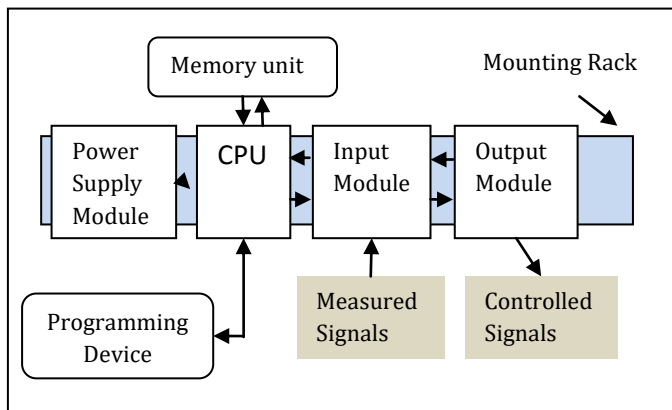 Memory unit
Mounting Rack
Power
Supply
Module
CPU
Input
Module
Output
Module
Measured
Signals
Controlled
Signals
Programming
Device